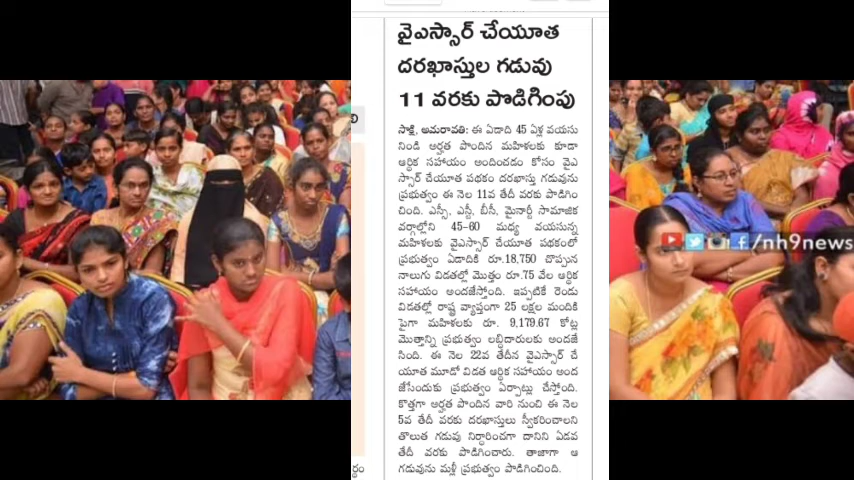 వైఎస్సార్ చేయూత
దరఖాస్తుల గడువు
11 వరకు పొడిగింపు
సాక్షి, అమరావతి: ఈ ఏడాది 45 ఏళ్ల వయసు
నిండి అర్హత పొందిన మహిళలకు కూడా
ఆర్థిక సహాయం అందించడం కోసం వైఎ
స్సార్ చేయూత పథకం దరఖాస్తు గడువును
ప్రభుత్వం ఈ నెల 11వ తేదీ వరకు పొడిగిం
చింది. ఎస్సీ, ఎస్టీ, బీసీ, మైనార్టీ సామాజిక
వర్గాల్లోని 45–60 మధ్య వయసున్న
మహిళలకు వైఎస్సార్ చేయూత పథకంలో
ప్రభుత్వం ఏడాదికి రూ.18,750 చొప్పున
నాలుగు విడతల్లో మొత్తం రూ.75 వేల ఆర్థిక
సహాయం అందజేస్తోంది. ఇప్పటికే రెండు
విడతల్లో రాష్ట్ర వ్యాప్తంగా 25 లక్షల మందికి
పైగా మహిళలకు రూ. 9,179.67 కోట్ల
మొత్తాన్ని ప్రభుత్వం లబ్ధిదారులకు అందజే
సింది. ఈ నెల 22వ తేదీన వైఎస్సార్ చే
యూత మూడో విడత ఆర్థిక సహాయం అంద
జేసేందుకు ప్రభుత్వం ఏర్పాట్లు చేస్తోంది.
కొత్తగా అర్హత పొందిన వారి నుంచి ఈ నెల
5వ తేదీ వరకు దరఖాస్తులు స్వీకరించాలని
తొలుత గడువు నిర్ధారించగా దానిని ఏడవ
తేదీ వరకు పొడిగించారు. తాజాగా ఆ
గడువును మళ్లీ ప్రభుత్వం పొడిగించింది.
/nh9news